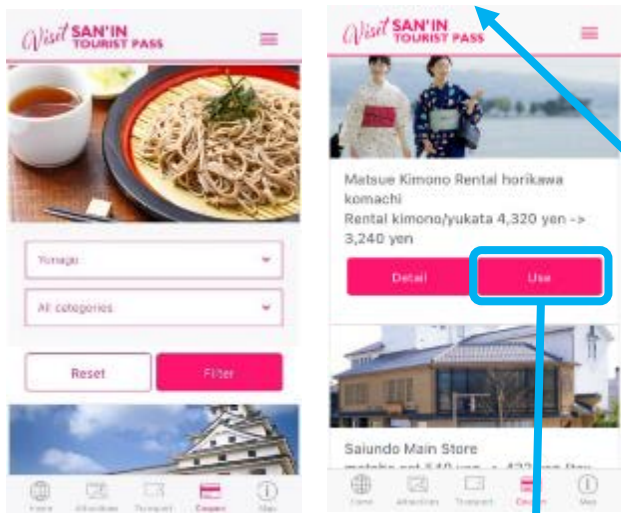 Visit SAN'IN
TOURIST PASS
Yonago
All categories
Reset
Filter
Home
Attractions
Transport
Coupon
Map
Visit SAN'IN
TOURIST PASS
Matsue Kimono Rental horikawa
komachi
Rental kimono/yukata 4,320 yen ->
3,240 yen
Detail
Use
Saiundo Main Store
Home
Attractions
Transport
Map